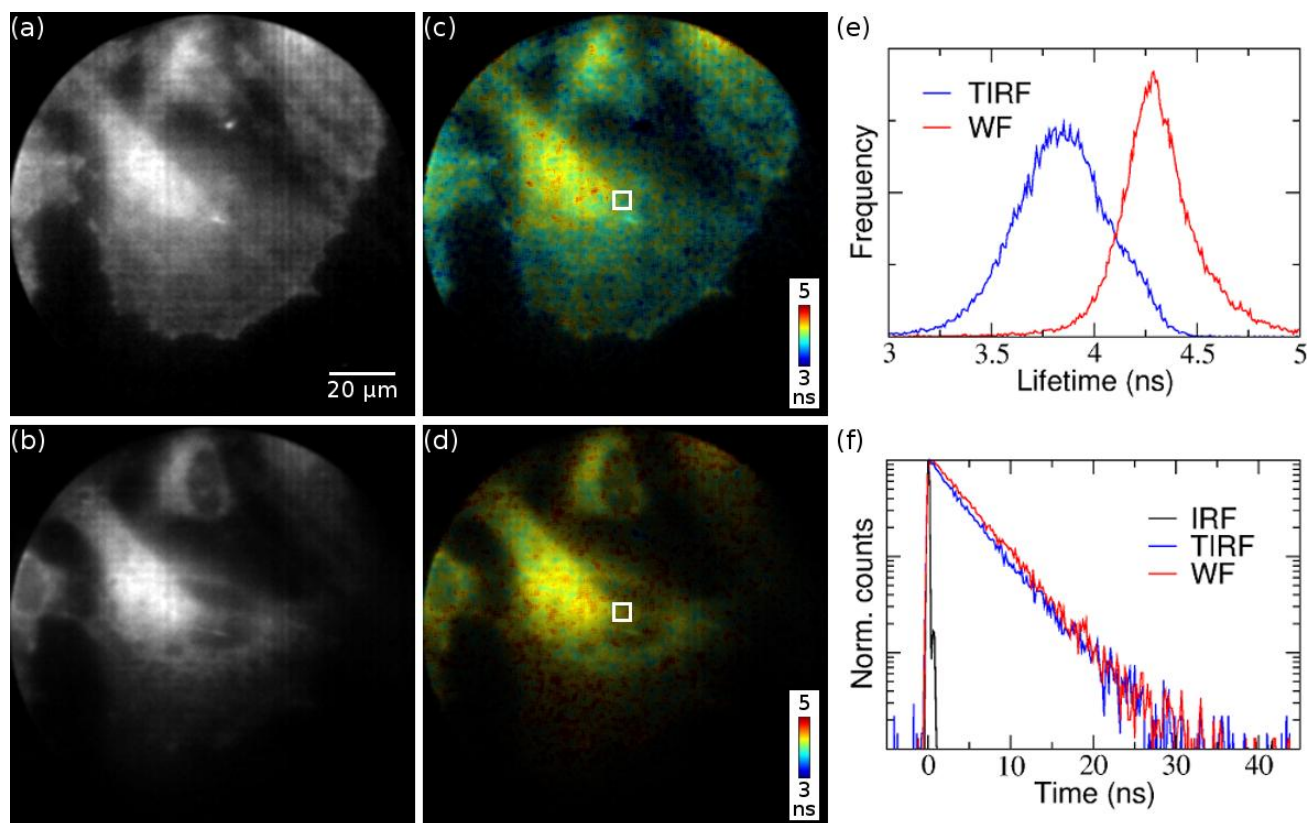 (a)
20 μm
(b)
(c)
5
3
ns
(d)
5
3
ns
(e)
TIRF
WF
Frequency
3 3.5 4 4.5 5
Lifetime (ns)
(f)
IRF
TIRF
WF
Norm. counts
0 10 20 30 40
Time (ns)